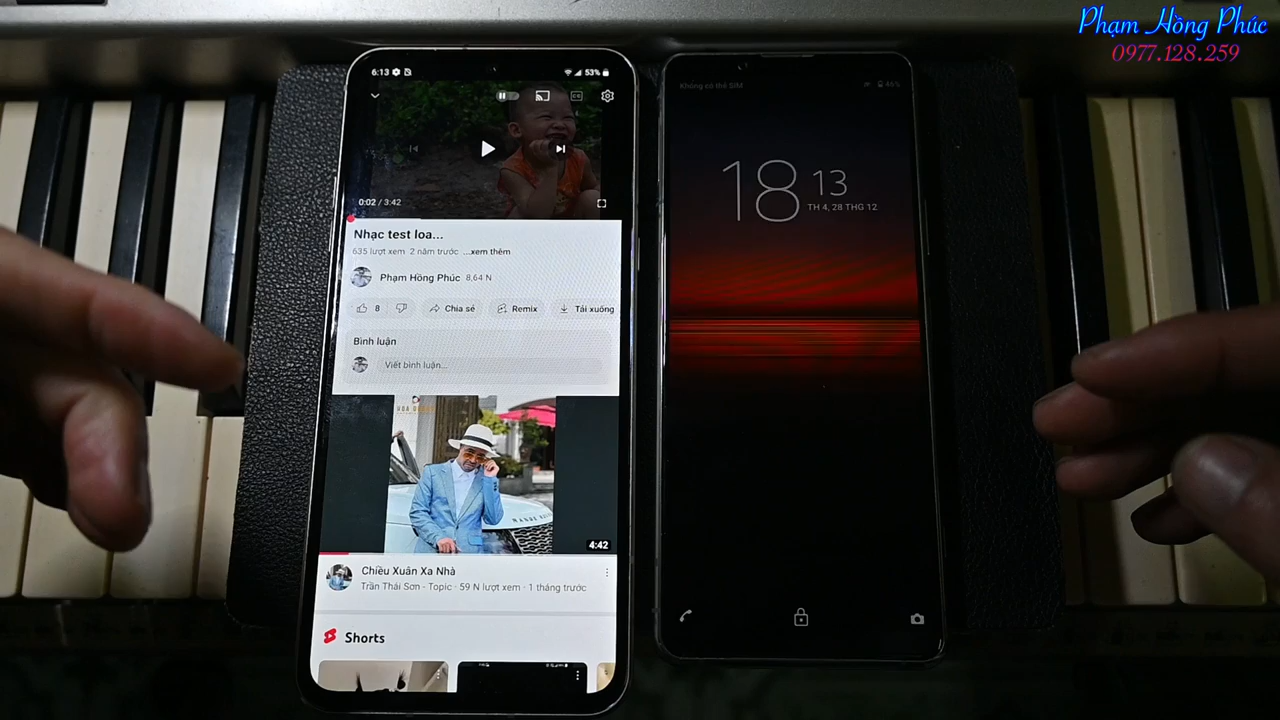 Phạm Hồng Phúc
0977.128.259
6:13
53%
CC
0:02 / 3:42
Nhạc test loa...
635 lượt xem 2 năm trước ...xem thêm
Phạm Hồng Phúc 8,64 N
8 Chia sẻ Remix Tải xuống
Bình luận
Viết bình luận...
4:42
Chiều Xuân Xa Nhà
Trần Thái Sơn - Topic · 59 N lượt xem · 1 tháng trước
Shorts
Không có thẻ SIM
46%
18 13
TH 4, 28 THG 12